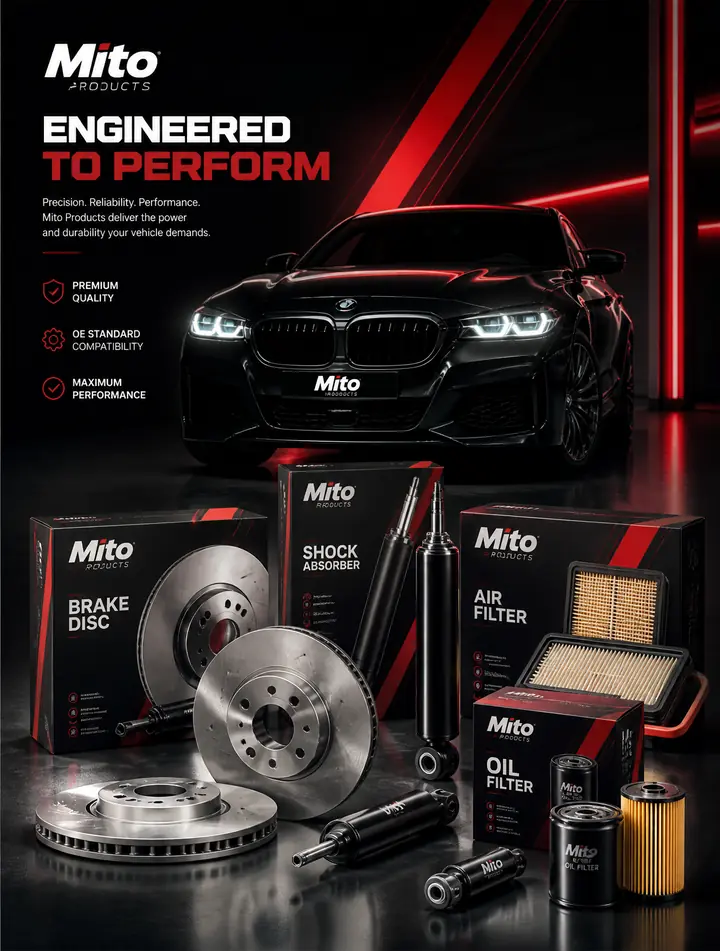 Mito
PRODUCTS
ENGINEERED
TO PERFORM
Precision. Reliability. Performance.
Mito Products deliver the power
and durability your vehicle demands.
PREMIUM
QUALITY
OE STANDARD
COMPATIBILITY
MAXIMUM
PERFORMANCE
Mito
PRODUCTS
Mito
PRODUCTS
BRAKE
DISC
Mito
PRODUCTS
SHOCK
ABSORBER
Mito
PRODUCTS
AIR
FILTER
Mito
PRODUCTS
OIL
FILTER
Mito
Mito
OIL FILTER
Mito